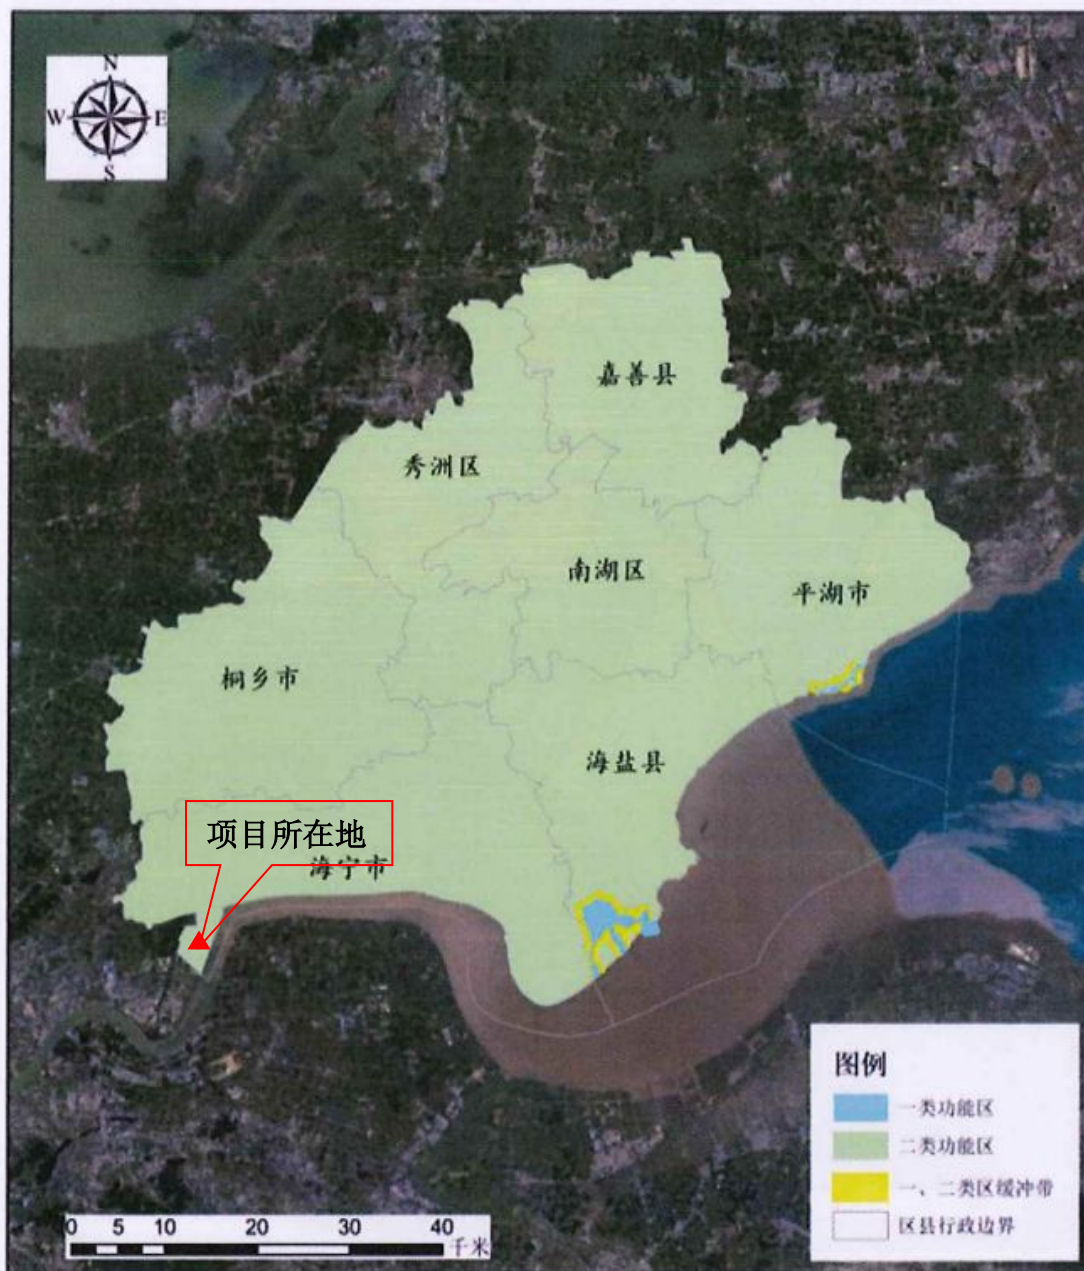 N
W E
S
嘉善县
秀洲区
南湖区
平湖市
桐乡市
海盐县
项目所在地
海宁市
图例
一类功能区
二类功能区
一、二类区缓冲带
区县行政边界
0 5 10 20 30 40
千米